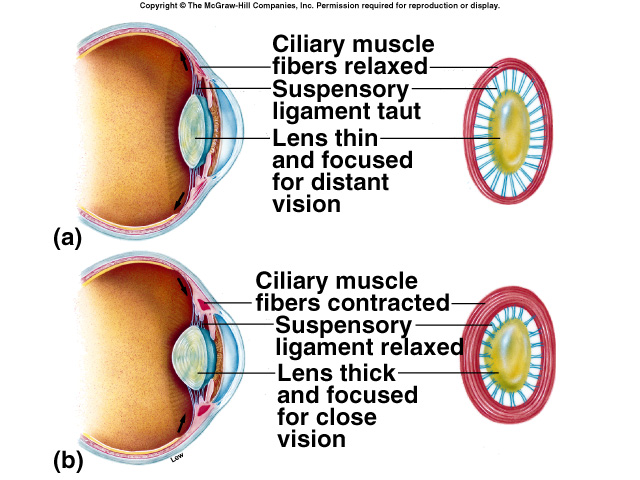 Copyright © The McGraw-Hill Companies, Inc. Permission required for reproduction or display.
Ciliary muscle
fibers relaxed
Suspensory
ligament taut
Lens thin
and focused
for distant
vision
(a)
Ciliary muscle
fibers contracted
Suspensory
ligament relaxed
Lens thick
and focused
for close
vision
(b)
Lew